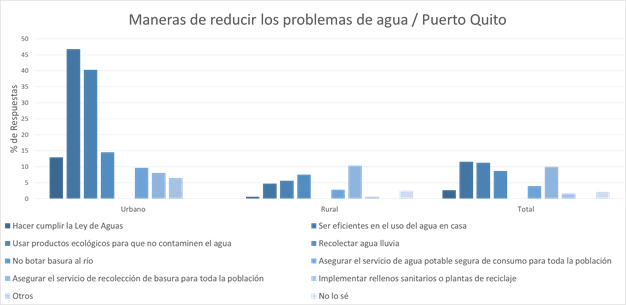 Maneras de reducir los problemas de agua / Puerto Quito
% de Respuestas
50
45
40
35
30
25
20
15
10
5
0
Urbano Rural Total
Hacer cumplir la Ley de Aguas Ser eficientes en el uso del agua en casa
Usar productos ecológicos para que no contaminen el agua Recolectar agua lluvia
No botar basura al río Asegurar el servicio de agua potable segura de consumo para toda la población
Asegurar el servicio de recolección de basura para toda la población Implementar rellenos sanitarios o plantas de reciclaje
Otros No lo sé